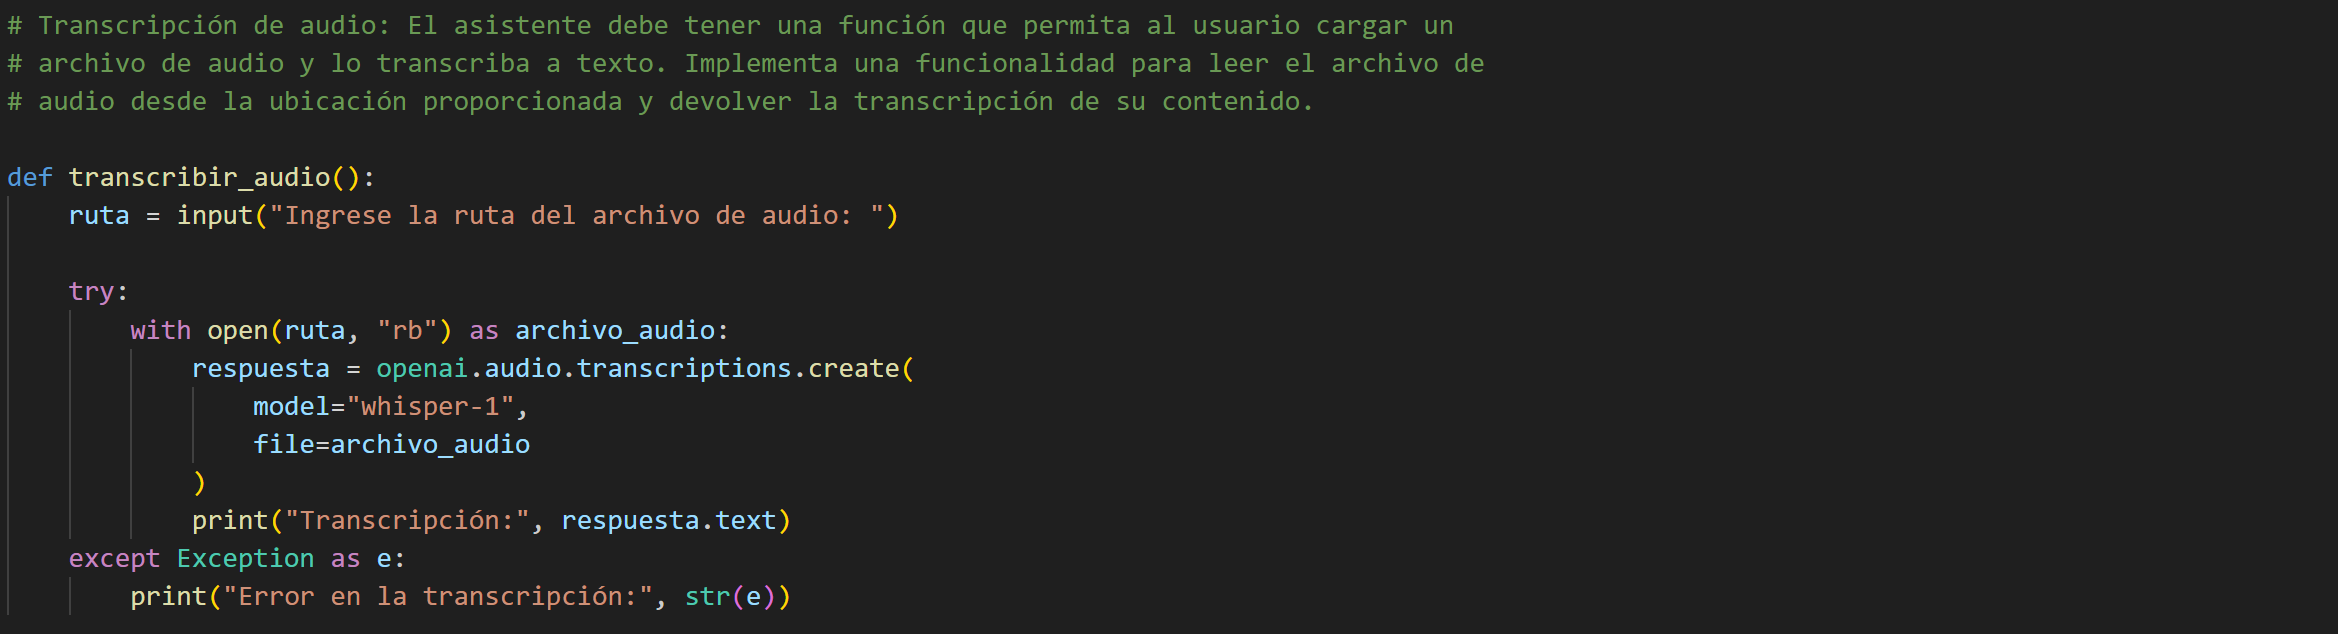 # Transcripción de audio: El asistente debe tener una función que permita al usuario cargar un
# archivo de audio y lo transcriba a texto. Implementa una funcionalidad para leer el archivo de
# audio desde la ubicación proporcionada y devolver la transcripción de su contenido.

def transcribir_audio():
    ruta = input("Ingrese la ruta del archivo de audio: ")

    try:
        with open(ruta, "rb") as archivo_audio:
            respuesta = openai.audio.transcriptions.create(
                model="whisper-1",
                file=archivo_audio
            )
            print("Transcripción:", respuesta.text)
    except Exception as e:
        print("Error en la transcripción:", str(e))